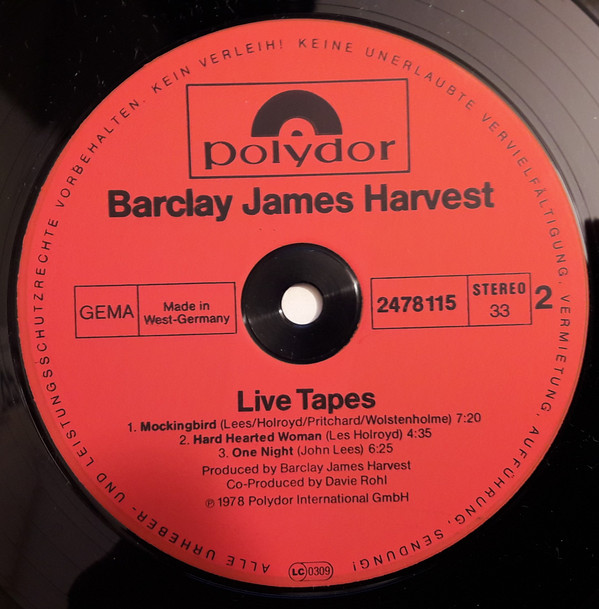 ALLE URHEBER- UND LEISTUNGSSCHUTZRECHTE VORBEHALTEN. KEIN VERLEIH! KEINE UNERLAUBTE VERVIELFÄLTIGUNG, VERMIETUNG, AUFFÜHRUNG, SENDUNG!
polydor
Barclay James Harvest
GEMA
Made in
West-Germany
2478115
STEREO
33
2
Live Tapes
1. Mockingbird (Lees/Holroyd/Pritchard/Wolstenholme) 7:20
2. Hard Hearted Woman (Les Holroyd) 4:35
3. One Night (John Lees) 6:25
Produced by Barclay James Harvest
Co-Produced by Davie Rohl
℗ 1978 Polydor International GmbH
LC 0309